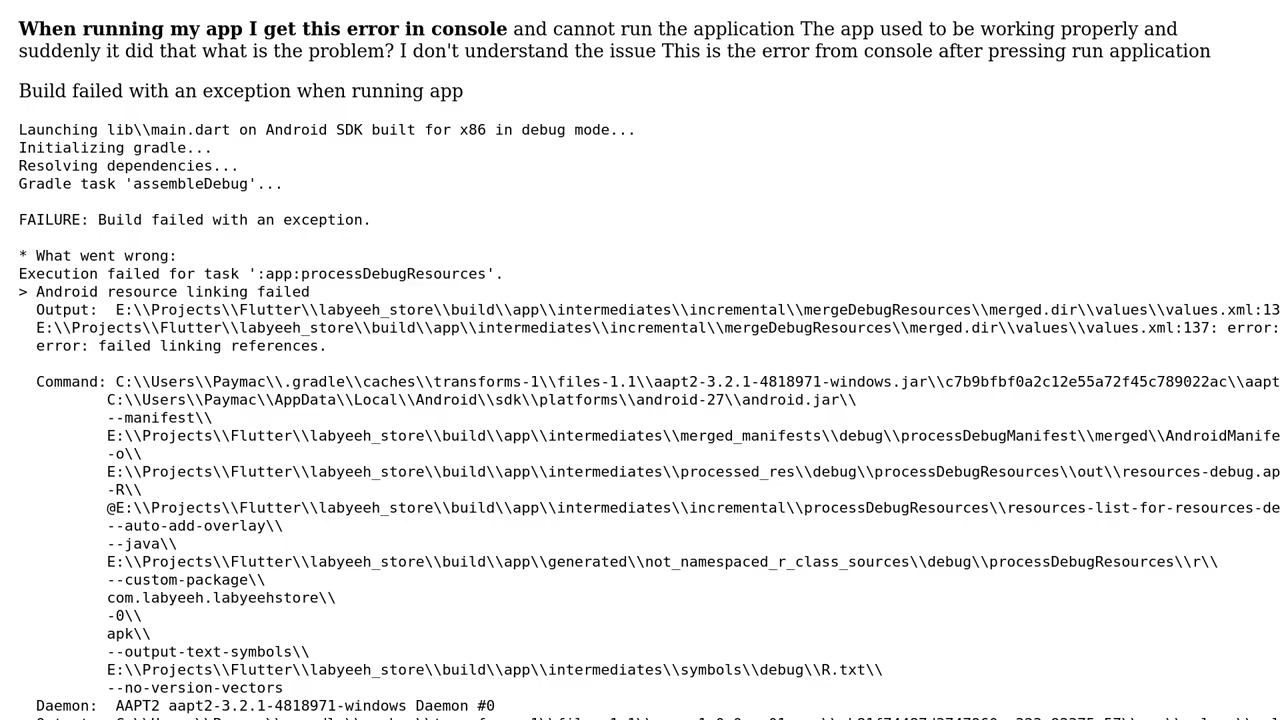 When running my app I get this error in console and cannot run the application The app used to be working properly and
suddenly it did that what is the problem? I don't understand the issue This is the error from console after pressing run application
Build failed with an exception when running app
Launching lib\\main.dart on Android SDK built for x86 in debug mode...
Initializing gradle...
Resolving dependencies...
Gradle task 'assembleDebug'...
FAILURE: Build failed with an exception.
* What went wrong:
Execution failed for task ':app:processDebugResources'.
> Android resource linking failed
Output:  E:\\Projects\\Flutter\\labyeeh_store\\build\\app\\intermediates\\incremental\\mergeDebugResources\\merged.dir\\values\\values.xml:13
E:\\Projects\\Flutter\\labyeeh_store\\build\\app\\intermediates\\incremental\\mergeDebugResources\\merged.dir\\values\\values.xml:137: error:
error: failed linking references.
Command: C:\\Users\\Paymac\\.gradle\\caches\\transforms-1\\files-1.1\\aapt2-3.2.1-4818971-windows.jar\\c7b9bfbf0a2c12e55a72f45c789022ac\\aapt
C:\\Users\\Paymac\\AppData\\Local\\Android\\sdk\\platforms\\android-27\\android.jar\\
--manifest\\
E:\\Projects\\Flutter\\labyeeh_store\\build\\app\\intermediates\\merged_manifests\\debug\\processDebugManifest\\merged\\AndroidManife
-o\\
E:\\Projects\\Flutter\\labyeeh_store\\build\\app\\intermediates\\processed_res\\debug\\processDebugResources\\out\\resources-debug.ap
-R\\
@E:\\Projects\\Flutter\\labyeeh_store\\build\\app\\intermediates\\incremental\\processDebugResources\\resources-list-for-resources-de
--auto-add-overlay\\
--java\\
E:\\Projects\\Flutter\\labyeeh_store\\build\\app\\generated\\not_namespaced_r_class_sources\\debug\\processDebugResources\\r\\
--custom-package\\
com.labyeeh.labyeehstore\\
-0\\
apk\\
--output-text-symbols\\
E:\\Projects\\Flutter\\labyeeh_store\\build\\app\\intermediates\\symbols\\debug\\R.txt\\
--no-version-vectors
Daemon:  AAPT2 aapt2-3.2.1-4818971-windows Daemon #0